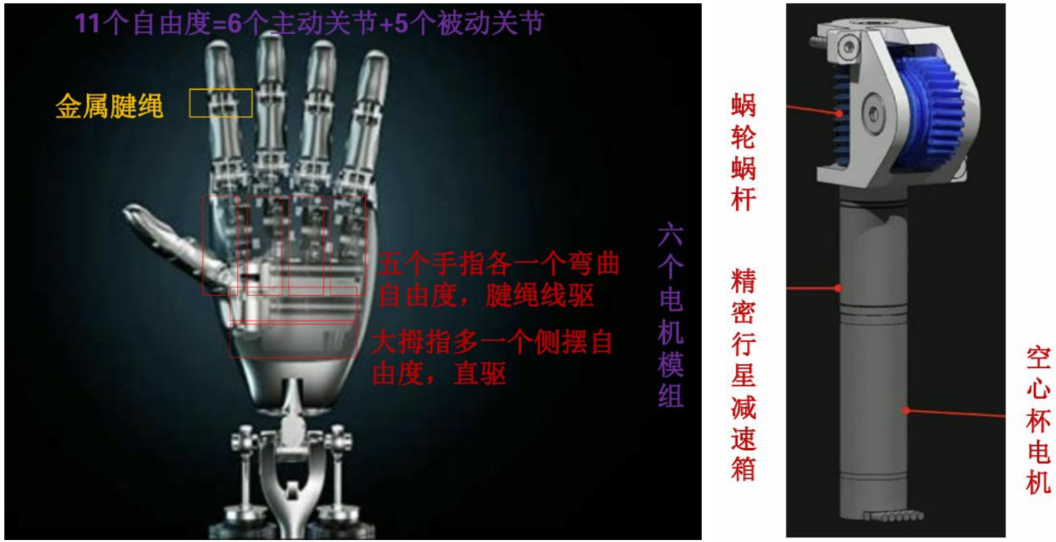 11个自由度=6个主动关节+5个被动关节
金属腱绳
五个手指各一个弯曲
自由度，腱绳线驱
大拇指多一个侧摆自
由度，直驱
六个电机模组
蜗轮蜗杆
精密行星减速箱
空心杯电机